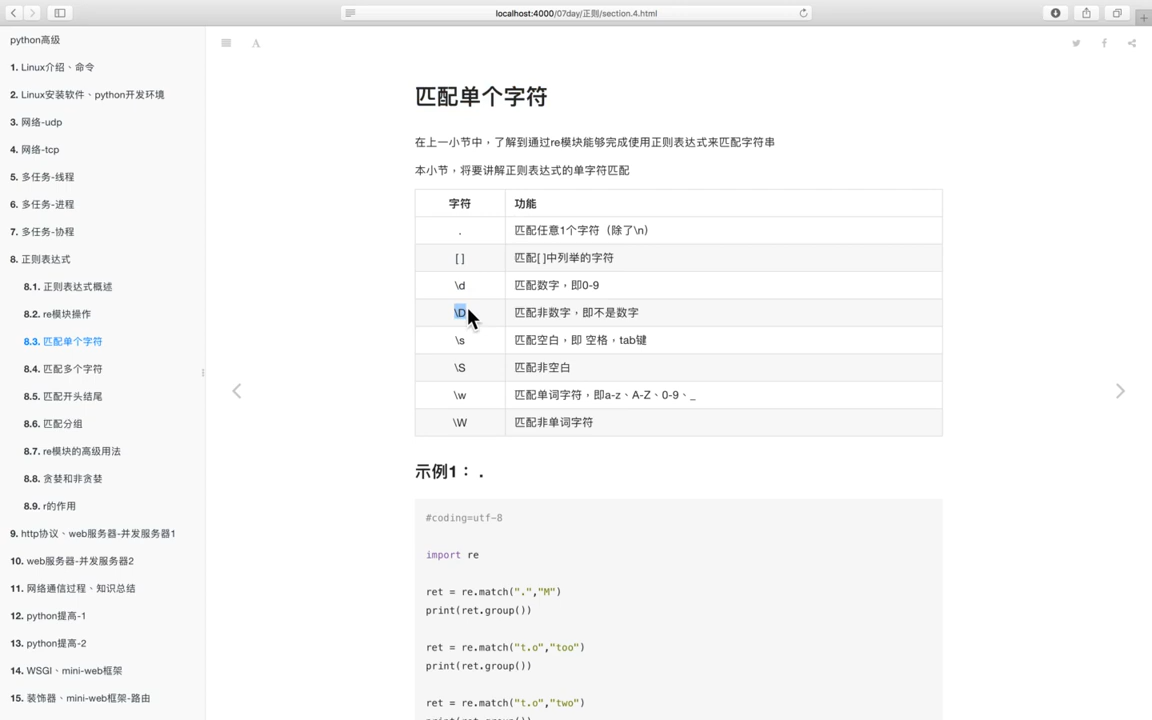 localhost:4000/07day/正则/section.4.html
python高级
1. Linux介绍、命令
2. Linux安装软件、python开发环境
3. 网络-udp
4. 网络-tcp
5. 多任务-线程
6. 多任务-进程
7. 多任务-协程
8. 正则表达式
8.1. 正则表达式概述
8.2. re模块操作
8.3. 匹配单个字符
8.4. 匹配多个字符
8.5. 匹配开头结尾
8.6. 匹配分组
8.7. re模块的高级用法
8.8. 贪婪和非贪婪
8.9. r的作用
9. http协议、web服务器-并发服务器1
10. web服务器-并发服务器2
11. 网络通信过程、知识总结
12. python提高-1
13. python提高-2
14. WSGI、mini-web框架
15. 装饰器、mini-web框架-路由
A
匹配单个字符
在上一小节中，了解到通过re模块能够完成使用正则表达式来匹配字符串
本小节，将要讲解正则表达式的单字符匹配
字符 功能
. 匹配任意1个字符（除了\n）
[ ] 匹配[ ]中列举的字符
\d 匹配数字，即0-9
\D 匹配非数字，即不是数字
\s 匹配空白，即 空格，tab键
\S 匹配非空白
\w 匹配单词字符，即a-z、A-Z、0-9、_
\W 匹配非单词字符
示例1： .
#coding=utf-8
import re
ret = re.match(".","M")
print(ret.group())
ret = re.match("t.o","too")
print(ret.group())
ret = re.match("t.o","two")